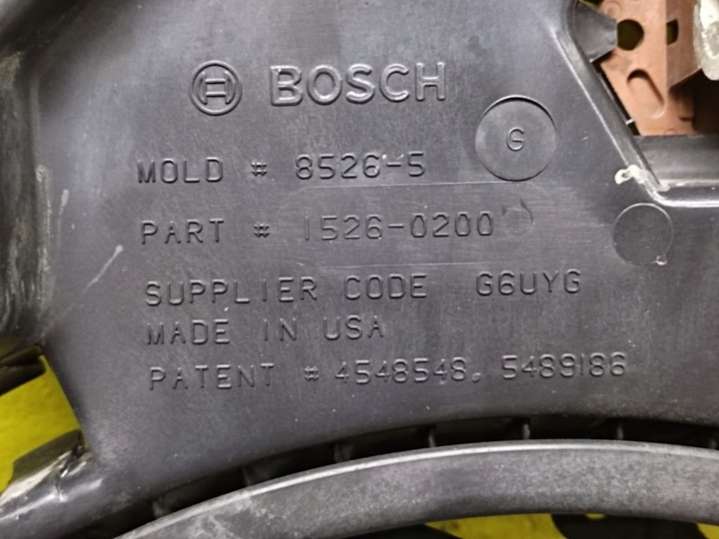 BOSCH
G
MOLD # 8526-5
PART # 1526-0200
SUPPLIER CODE G6UYG
MADE IN USA
PATENT # 4548548, 5489186